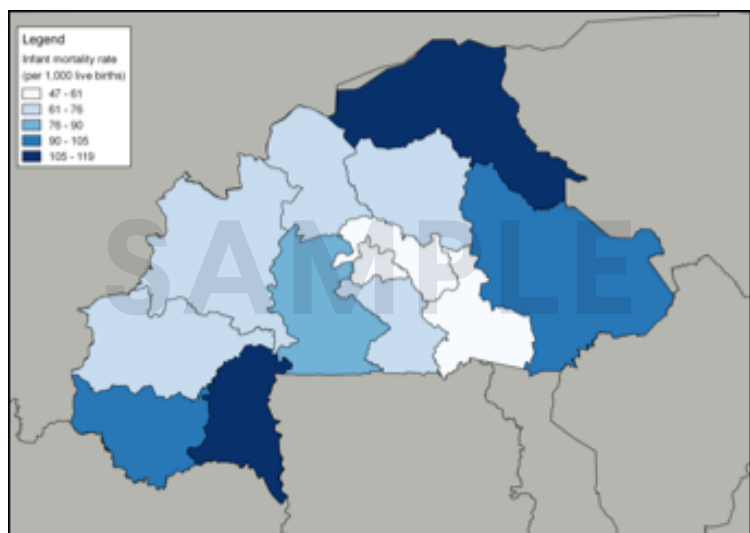 Legend
Infant mortality rate
(per 1,000 live births)
47 - 61
61 - 76
76 - 90
90 - 105
105 - 119
SAMPLE